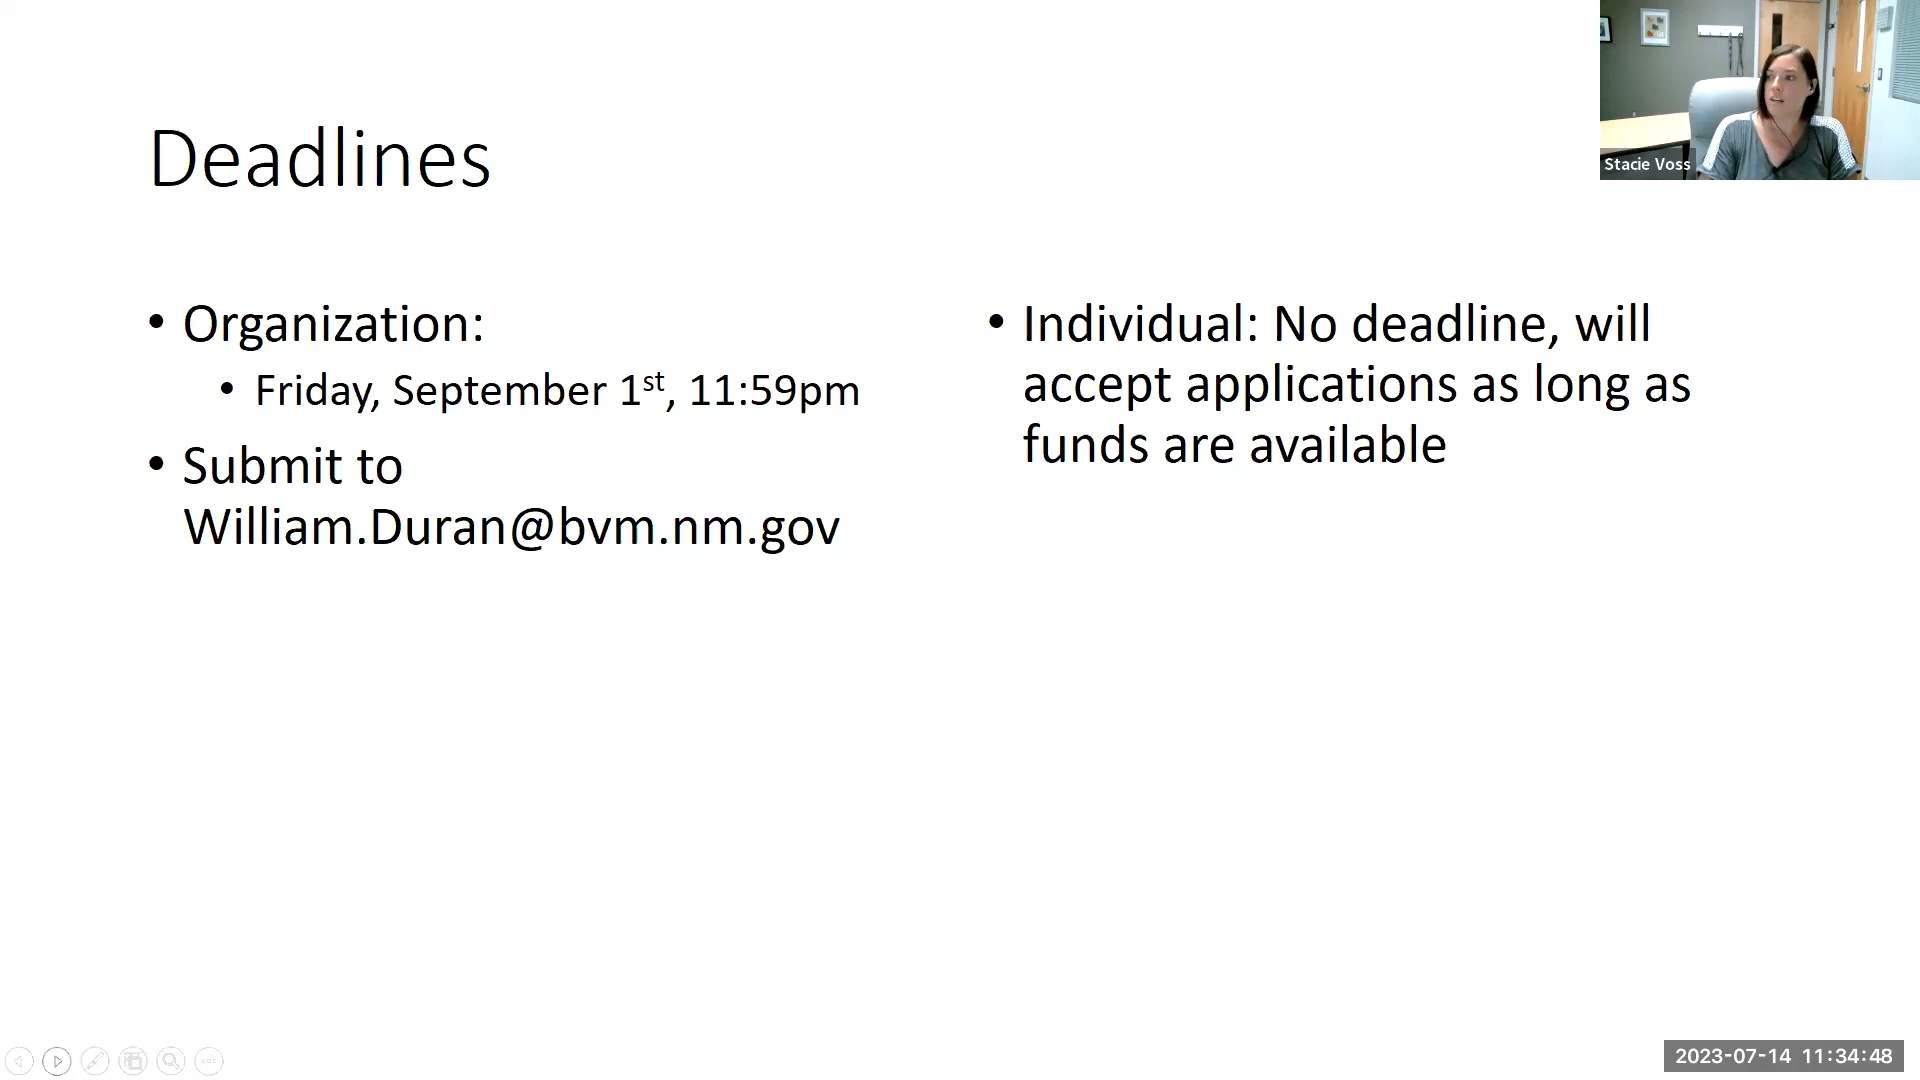 Deadlines
• Organization:
• Friday, September 1st, 11:59pm
• Submit to
William.Duran@bvm.nm.gov
• Individual: No deadline, will
accept applications as long as
funds are available
Stacie Voss
2023-07-14 11:34:48